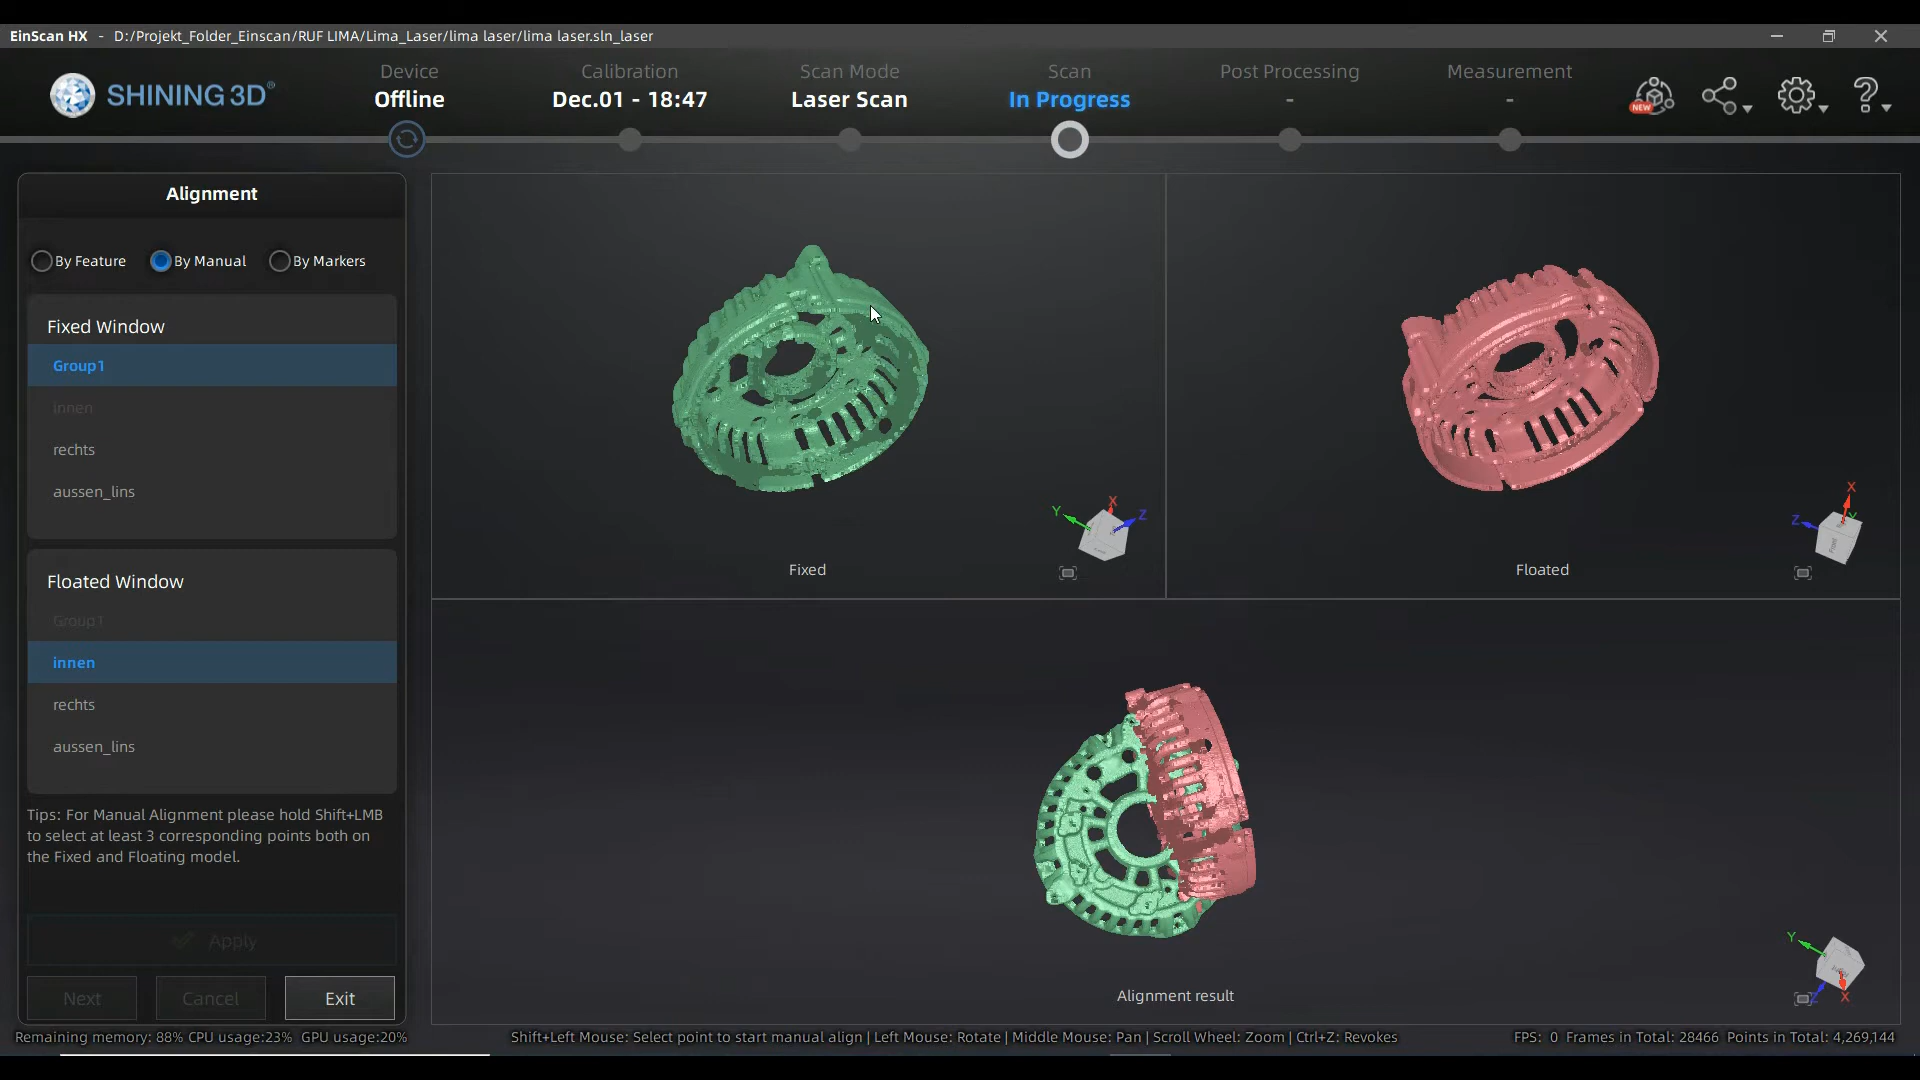 EinScan HX - D:/Projekt_Folder_Einscan/RUF LIMA/Lima_Laser/lima laser/lima laser.sln_laser
SHINING 3D®
Device
Offline
Calibration
Dec.01 - 18:47
Scan Mode
Laser Scan
Scan
In Progress
Post Processing
-
Measurement
-
NEW
Alignment
By Feature
By Manual
By Markers
Fixed Window
Group1
innen
rechts
aussen_lins
Floated Window
Group1
innen
rechts
aussen_lins
Tips: For Manual Alignment please hold Shift+LMB
to select at least 3 corresponding points both on
the Fixed and Floating model.
Apply
Next
Cancel
Exit
X
Y
Z
Fixed
X
Z
Y
Floated
Y
Z
X
Alignment result
Remaining memory: 88% CPU usage:23% GPU usage:20%
Shift+Left Mouse: Select point to start manual align | Left Mouse: Rotate | Middle Mouse: Pan | Scroll Wheel: Zoom | Ctrl+Z: Revokes
FPS: 0 Frames in Total: 28466 Points in Total: 4,269,144